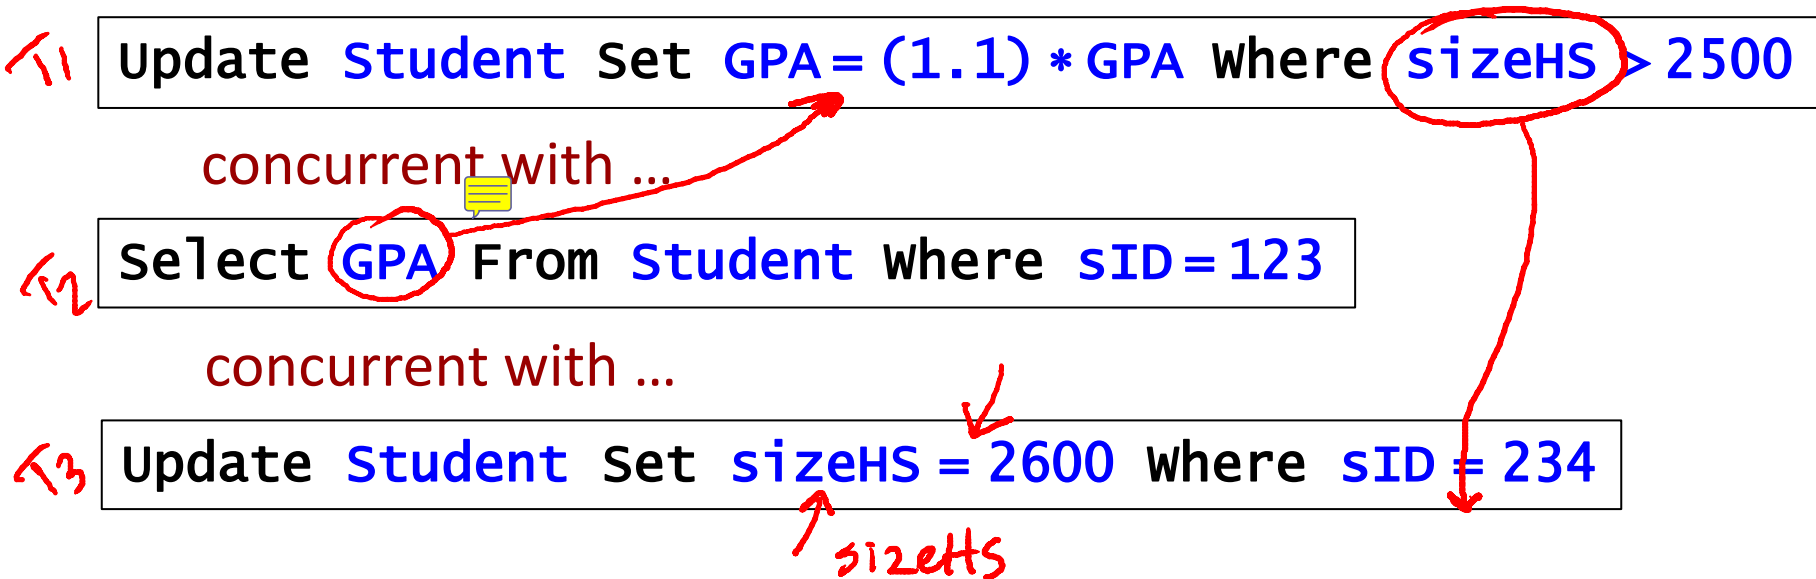 T1 Update Student Set GPA = (1.1) * GPA Where sizeHS > 2500
concurrent with ...
T2 Select GPA From Student Where sID = 123
concurrent with ...
T3 Update Student Set sizeHS = 2600 Where sID = 234
sizeHS